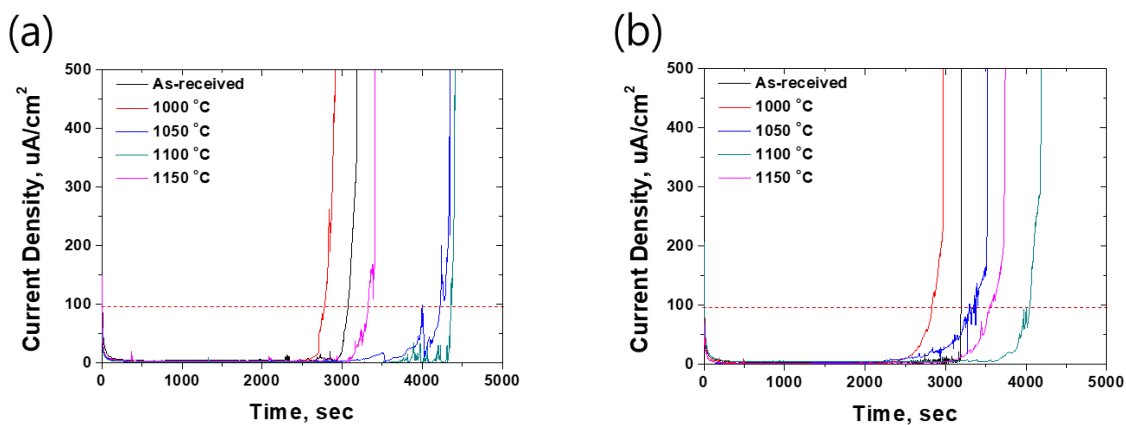 (a)
500
400
300
200
100
0
Current Density, uA/cm²
As-received
1000 °C
1050 °C
1100 °C
1150 °C
0 1000 2000 3000 4000 5000
Time, sec
(b)
500
400
300
200
100
0
Current Density, uA/cm²
As-received
1000 °C
1050 °C
1100 °C
1150 °C
0 1000 2000 3000 4000 5000
Time, sec